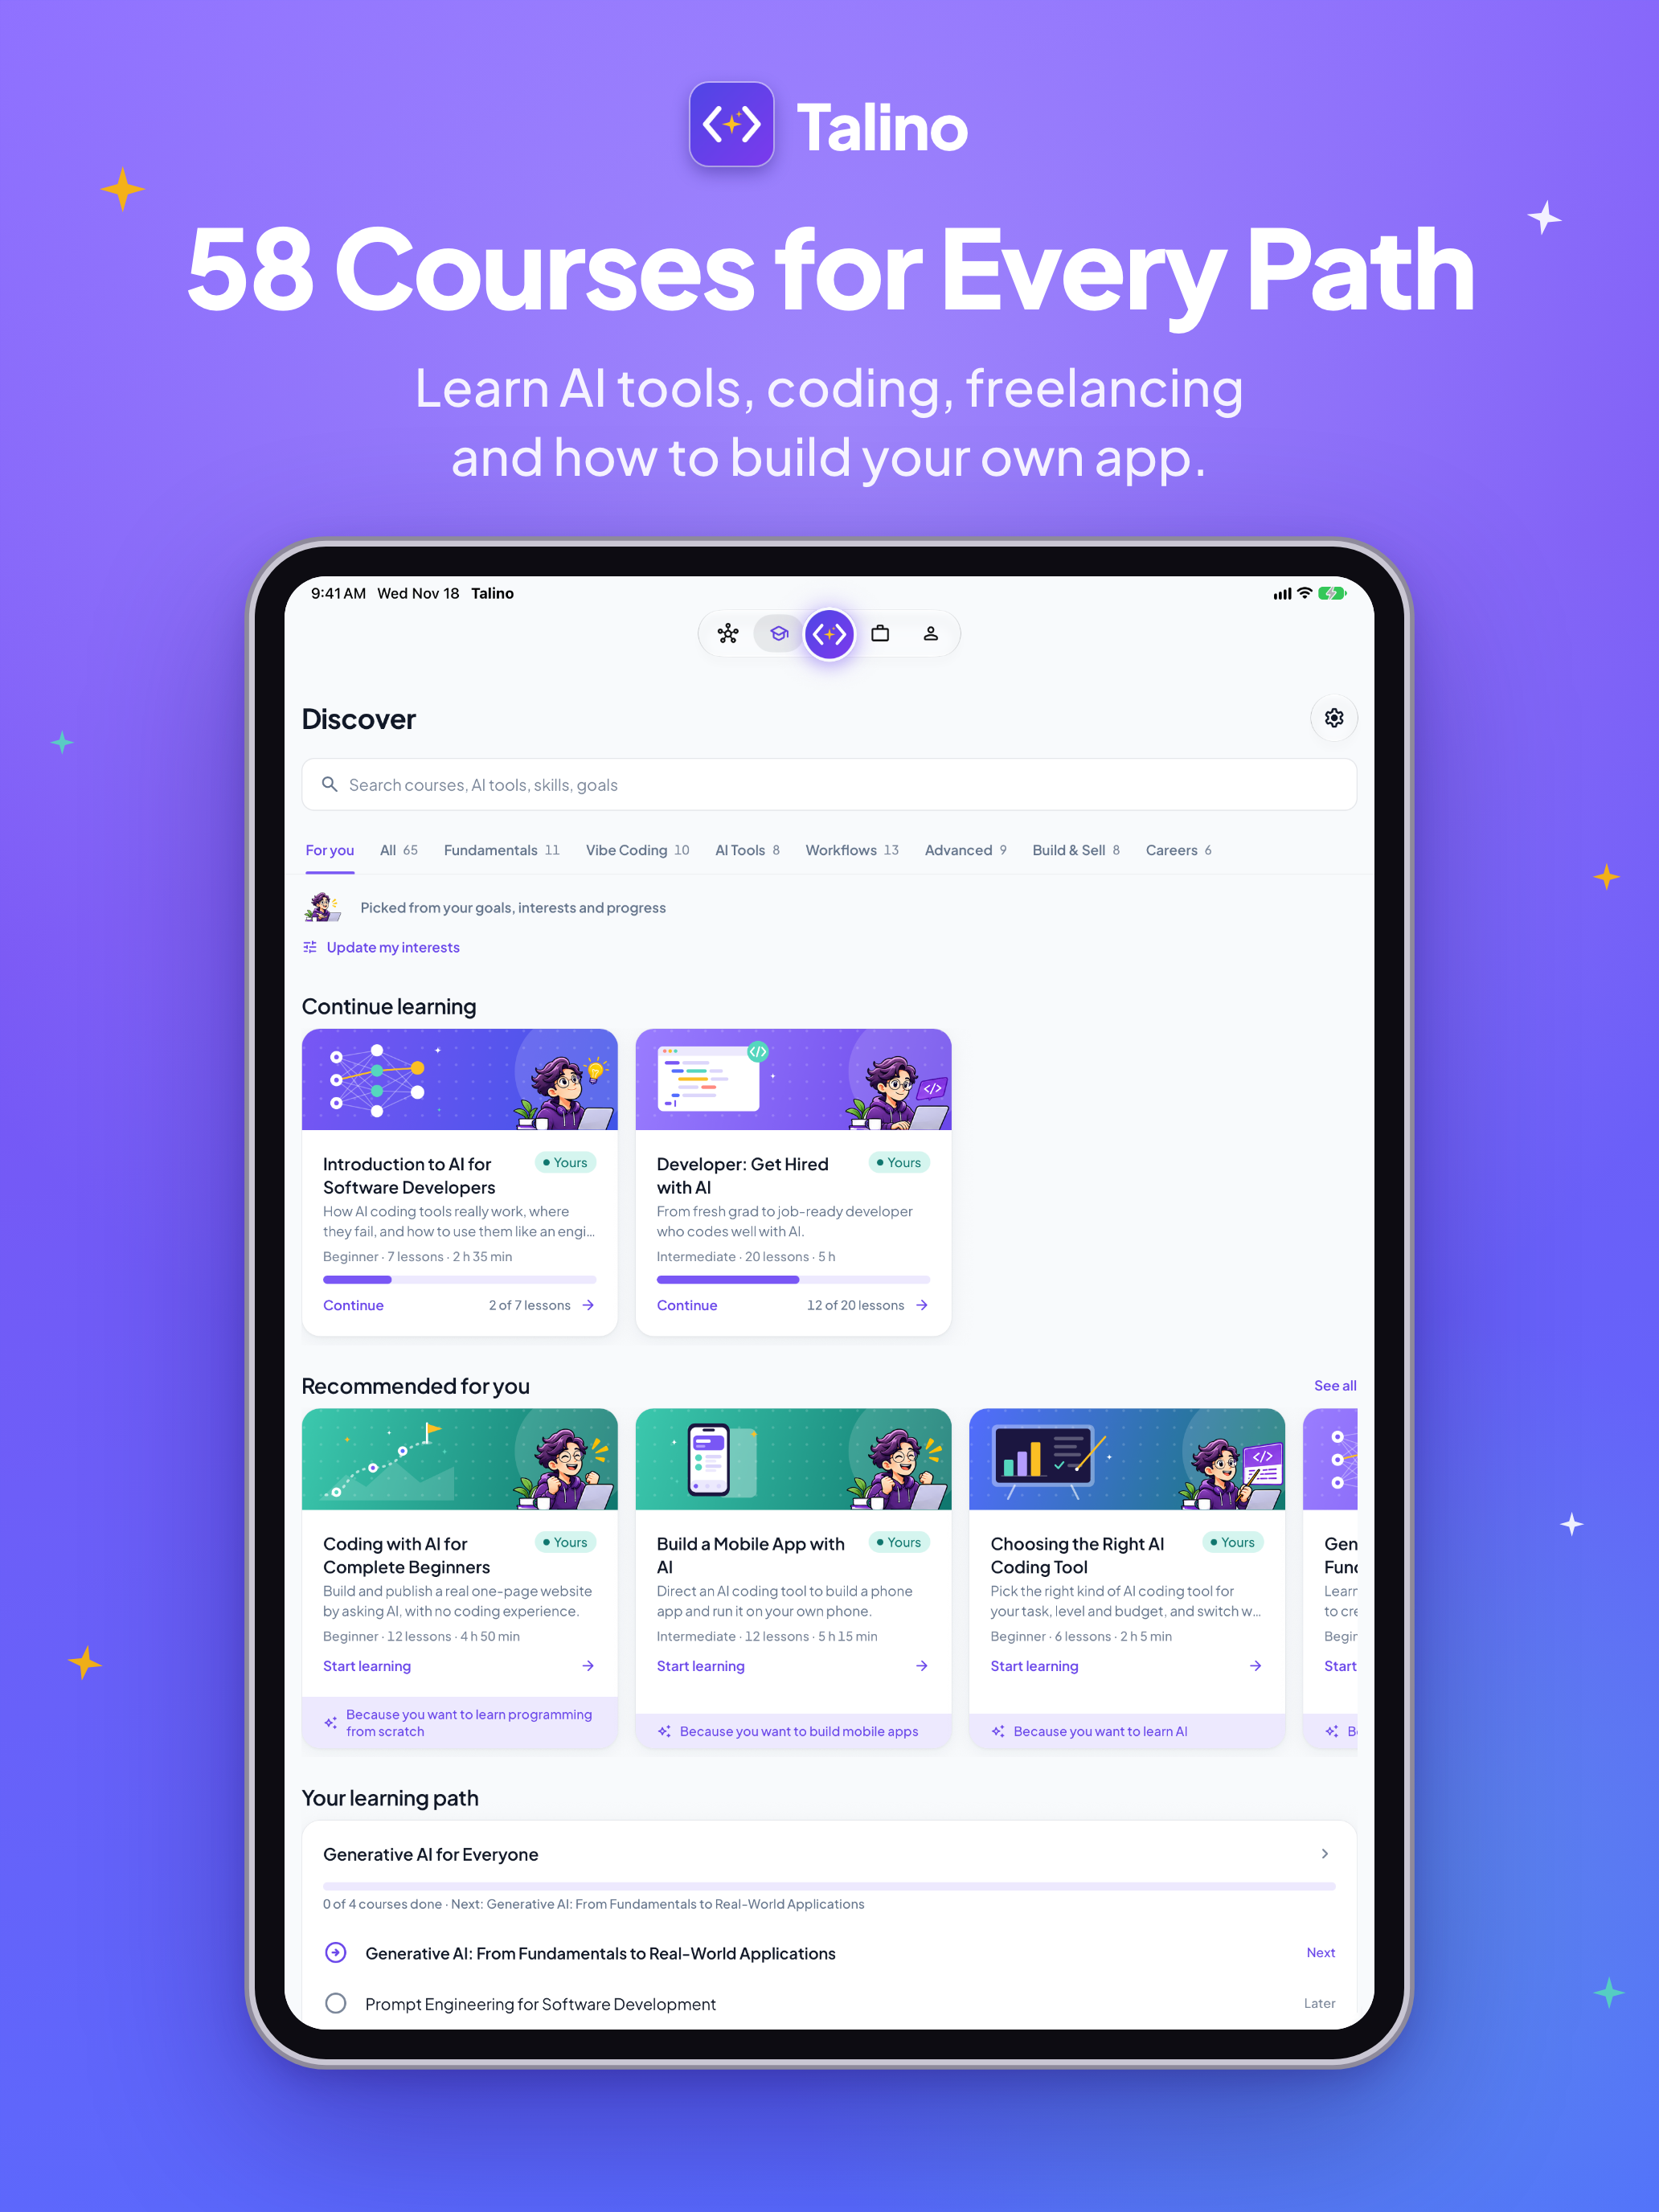 Talino
58 Courses for Every Path
Learn AI tools, coding, freelancing
and how to build your own app.
9:41 AM Wed Nov 18 Talino
Discover
Search courses, AI tools, skills, goals
For you All 65 Fundamentals 11 Vibe Coding 10 AI Tools 8 Workflows 13 Advanced 9 Build & Sell 8 Careers 6
Picked from your goals, interests and progress
Update my interests
Continue learning
Introduction to AI for
Software Developers
Yours
How AI coding tools really work, where
they fail, and how to use them like an engi...
Beginner · 7 lessons · 2 h 35 min
Continue 2 of 7 lessons
Developer: Get Hired
with AI
Yours
From fresh grad to job-ready developer
who codes well with AI.
Intermediate · 20 lessons · 5 h
Continue 12 of 20 lessons
Recommended for you See all
Coding with AI for
Complete Beginners
Yours
Build and publish a real one-page website
by asking AI, with no coding experience.
Beginner · 12 lessons · 4 h 50 min
Start learning
Because you want to learn programming
from scratch
Build a Mobile App with
AI
Yours
Direct an AI coding tool to build a phone
app and run it on your own phone.
Intermediate · 12 lessons · 5 h 15 min
Start learning
Because you want to build mobile apps
Choosing the Right AI
Coding Tool
Yours
Pick the right kind of AI coding tool for
your task, level and budget, and switch w...
Beginner · 6 lessons · 2 h 5 min
Start learning
Because you want to learn AI
Gen
Func
Learn
to cre
Begin
Start
Your learning path
Generative AI for Everyone
0 of 4 courses done · Next: Generative AI: From Fundamentals to Real-World Applications
Generative AI: From Fundamentals to Real-World Applications Next
Prompt Engineering for Software Development Later